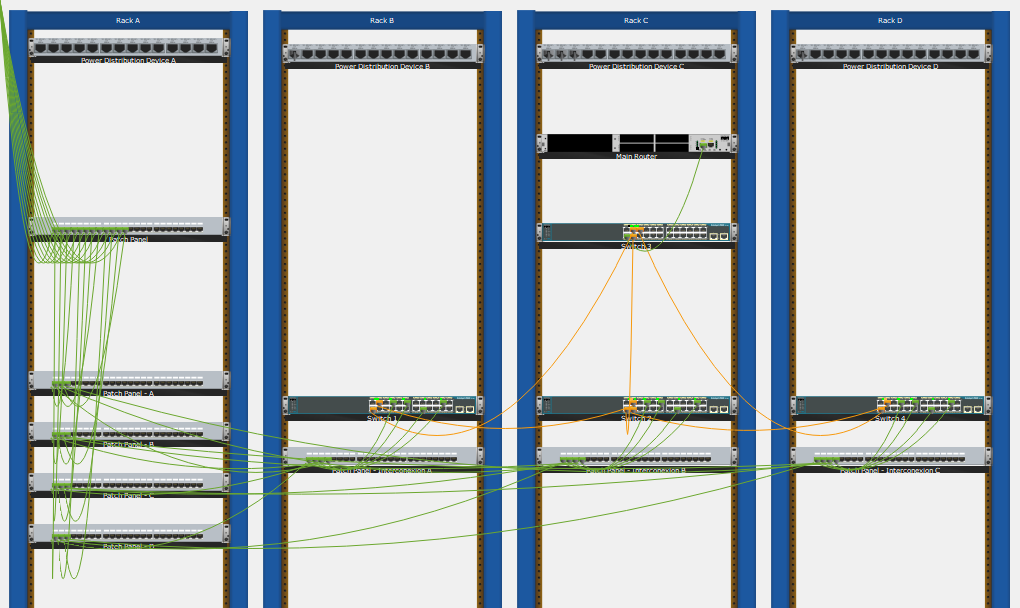 Rack A
Rack B
Rack C
Rack D
Power Distribution Device A
Power Distribution Device B
Power Distribution Device C
Power Distribution Device D
Main Router
Patch Panel
Switch 3
Patch Panel - A
Switch 1
Switch 2
Switch 4
Patch Panel - B
Patch Panel - Interconexion A
Patch Panel - Interconexion B
Patch Panel - Interconexion C
Patch Panel - C
Patch Panel - D